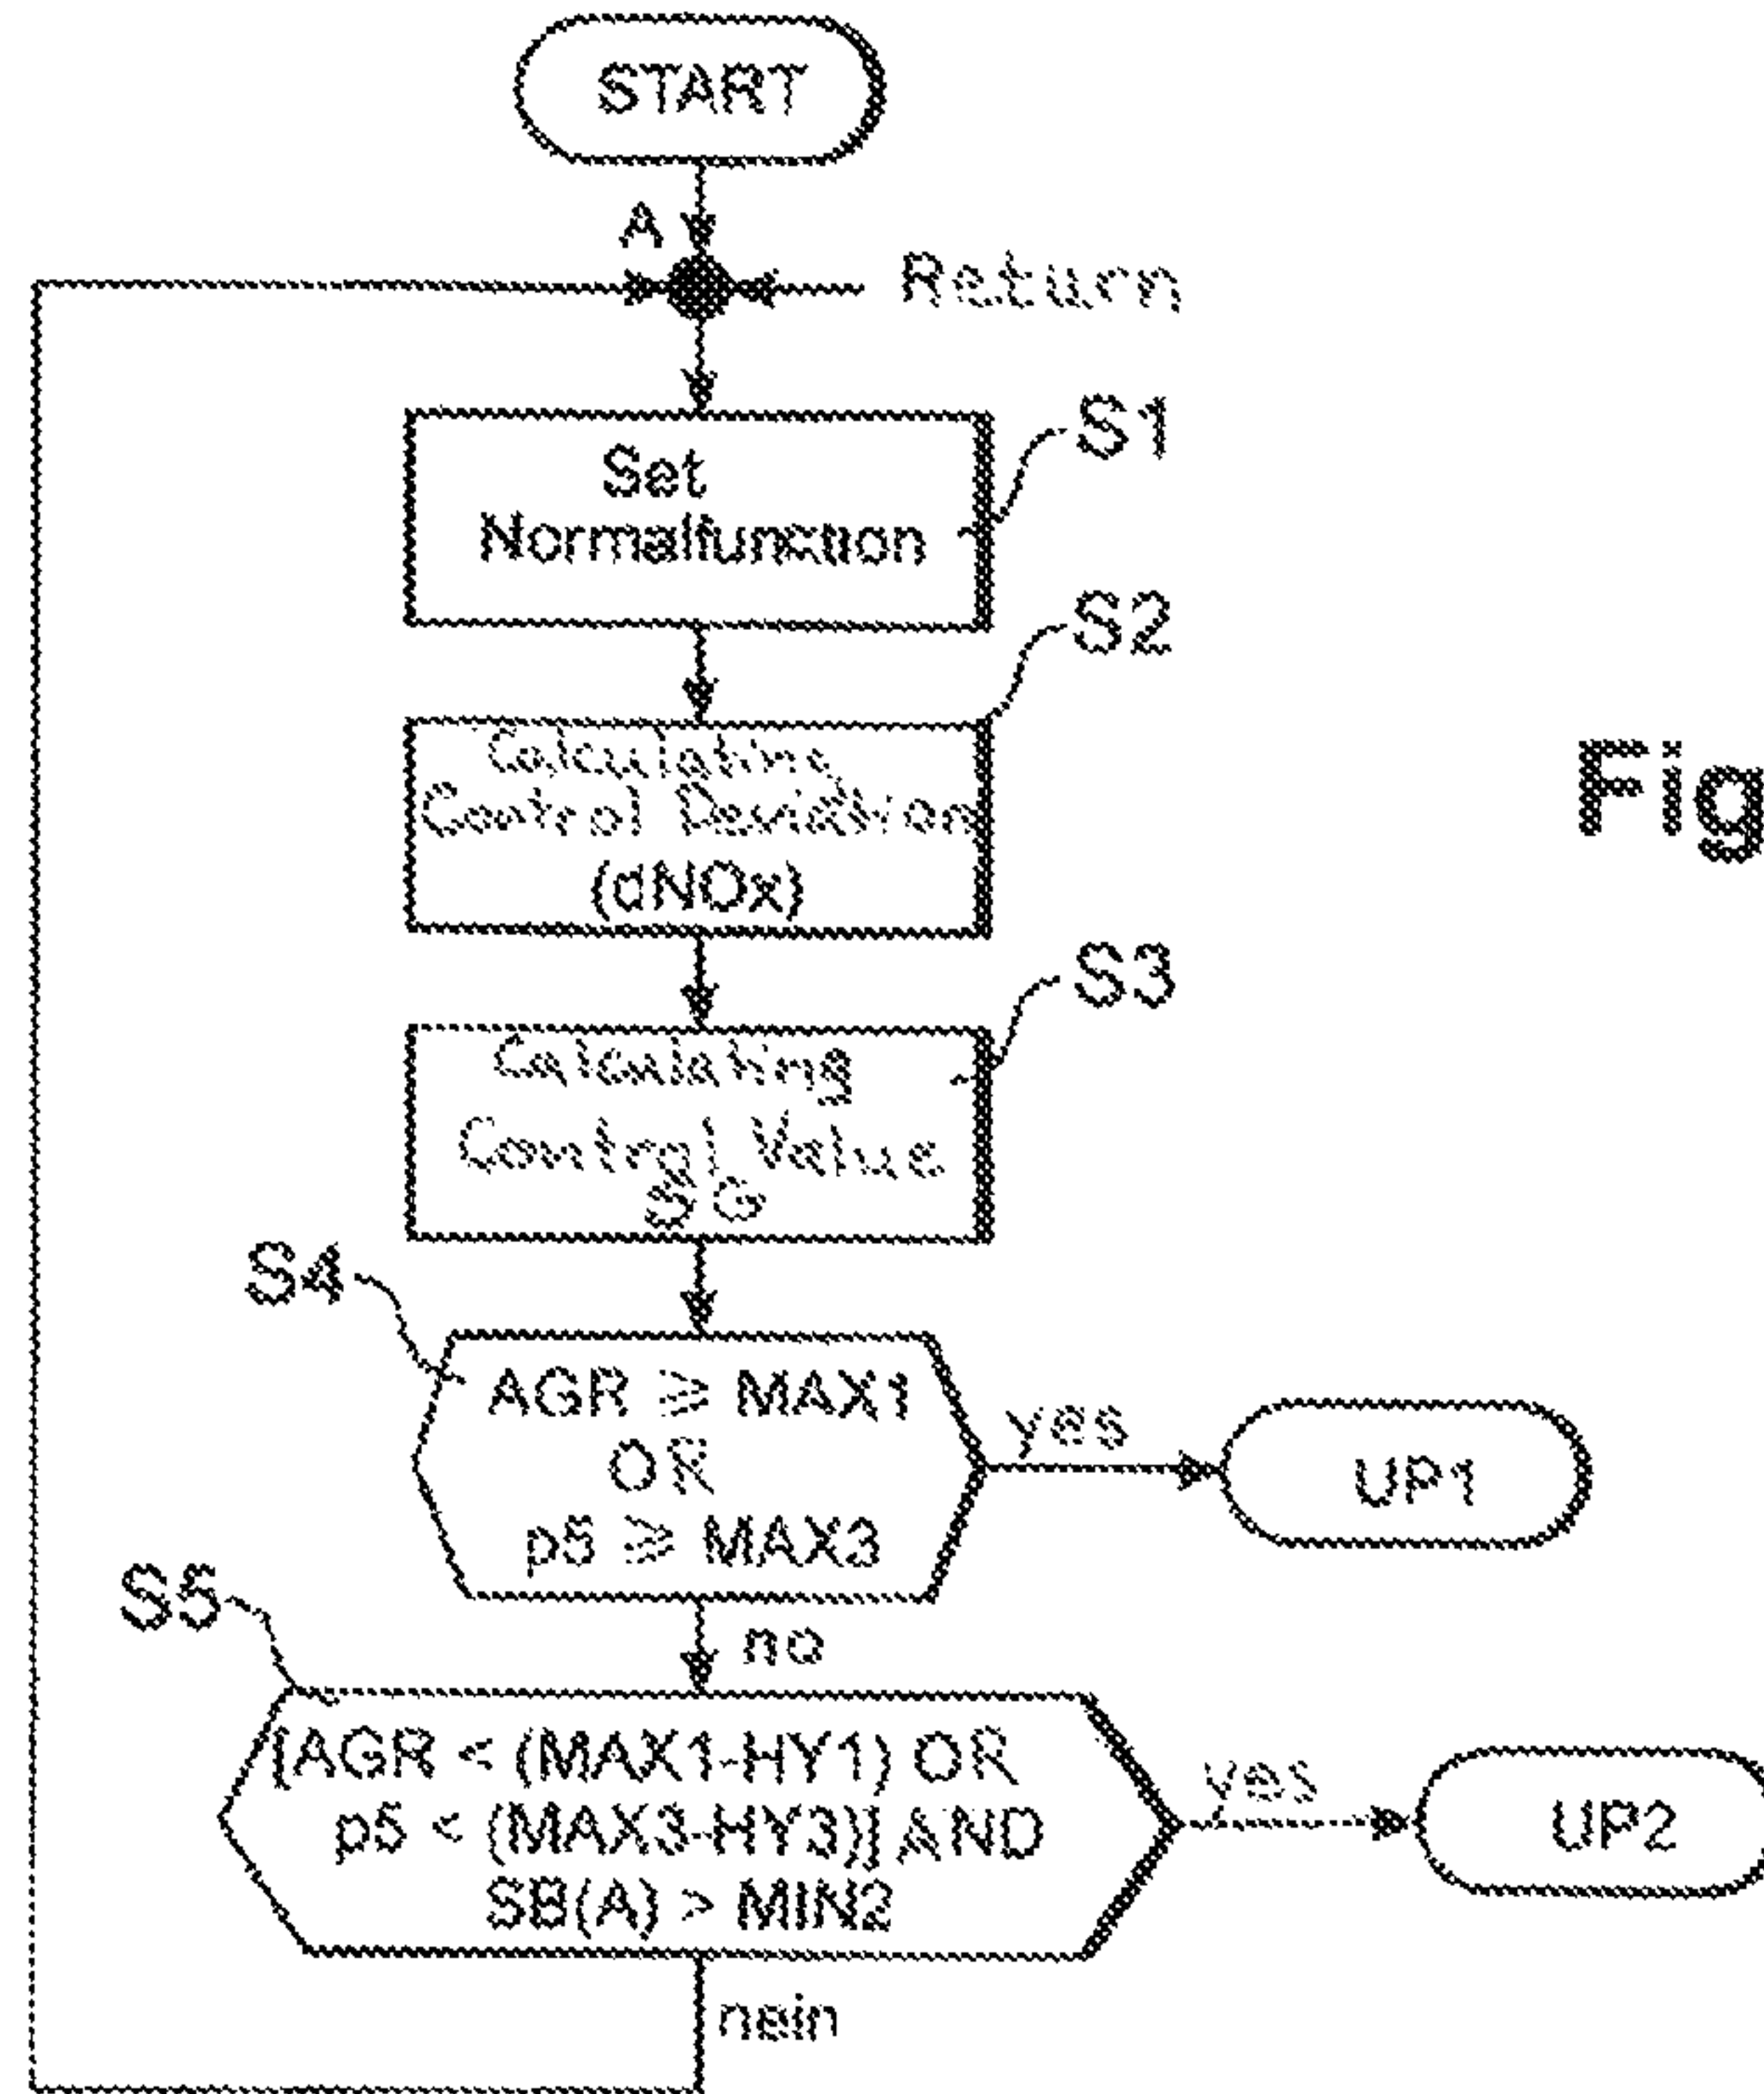 START
A
Return
Set
Normalfunction
S1
S2
Calculating
Control Deviation
(dNOx)
Fig
S3
Calculating
Control Value
SG
S4
AGR ≥ MAX1
OR
p5 ≥ MAX3
yes
UP1
no
S5
[AGR < (MAX1-HY1) OR
p5 < (MAX3-HY3)] AND
SB(A) > MIN2
yes
UP2
nein